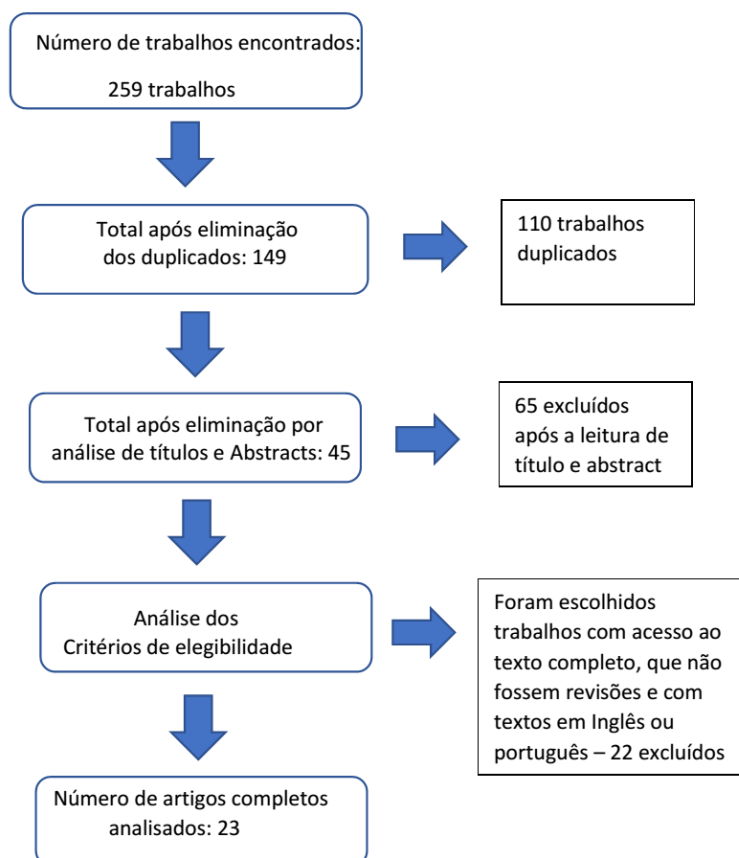 Número de trabalhos encontrados:
259 trabalhos
Total após eliminação
dos duplicados: 149
110 trabalhos
duplicados
Total após eliminação por
análise de títulos e Abstracts: 45
65 excluídos
após a leitura de
título e abstract
Análise dos
Critérios de elegibilidade
Foram escolhidos
trabalhos com acesso ao
texto completo, que não
fossem revisões e com
textos em Inglês ou
português – 22 excluídos
Número de artigos completos
analisados: 23